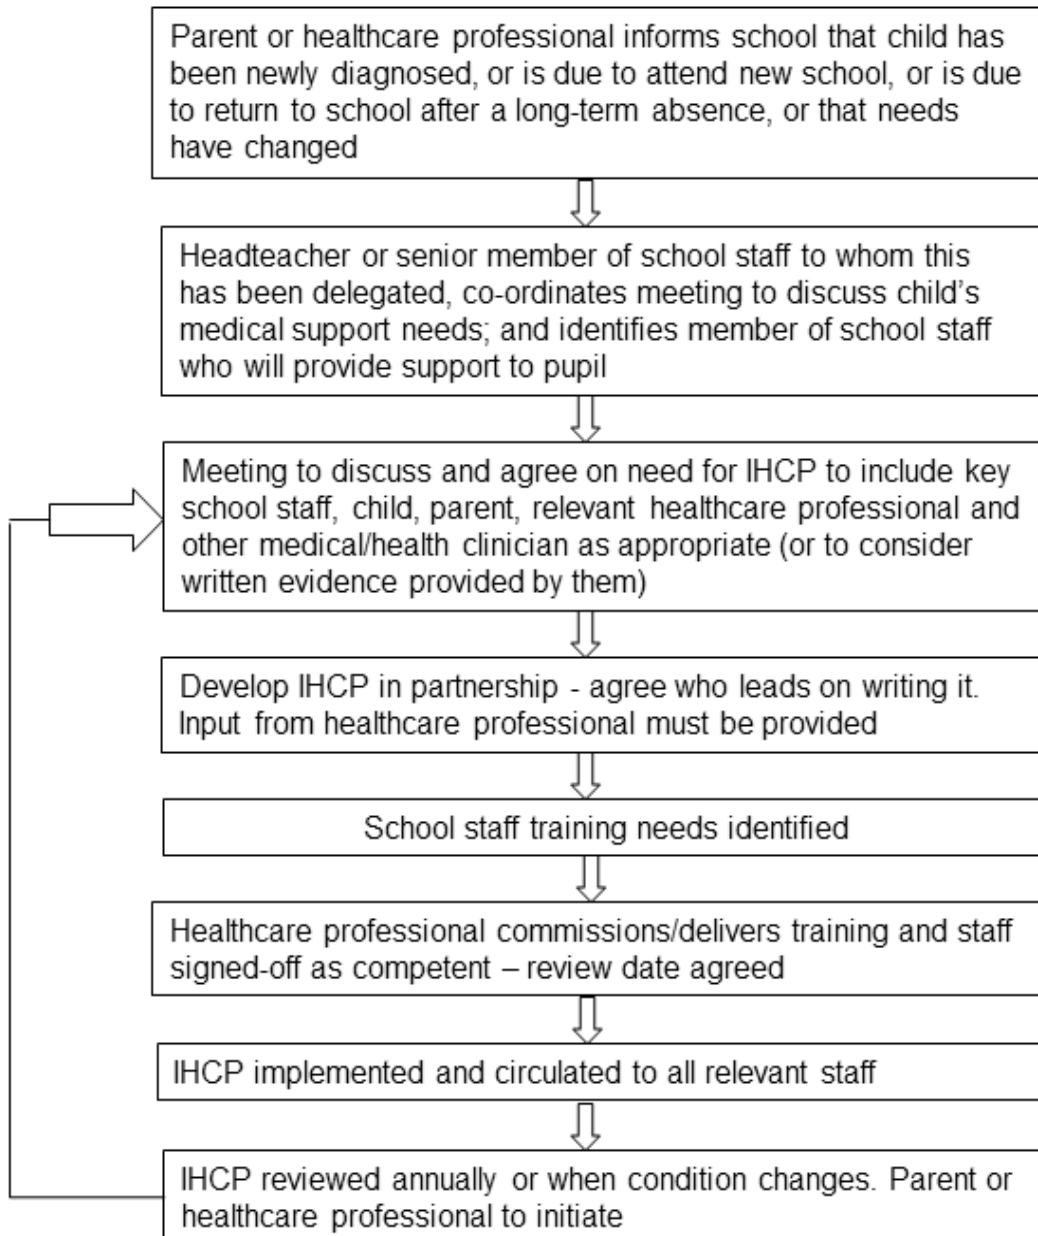 Parent or healthcare professional informs school that child has
been newly diagnosed, or is due to attend new school, or is due
to return to school after a long-term absence, or that needs
have changed
Headteacher or senior member of school staff to whom this
has been delegated, co-ordinates meeting to discuss child’s
medical support needs; and identifies member of school staff
who will provide support to pupil
Meeting to discuss and agree on need for IHCP to include key
school staff, child, parent, relevant healthcare professional and
other medical/health clinician as appropriate (or to consider
written evidence provided by them)
Develop IHCP in partnership - agree who leads on writing it.
Input from healthcare professional must be provided
School staff training needs identified
Healthcare professional commissions/delivers training and staff
signed-off as competent – review date agreed
IHCP implemented and circulated to all relevant staff
IHCP reviewed annually or when condition changes. Parent or
healthcare professional to initiate